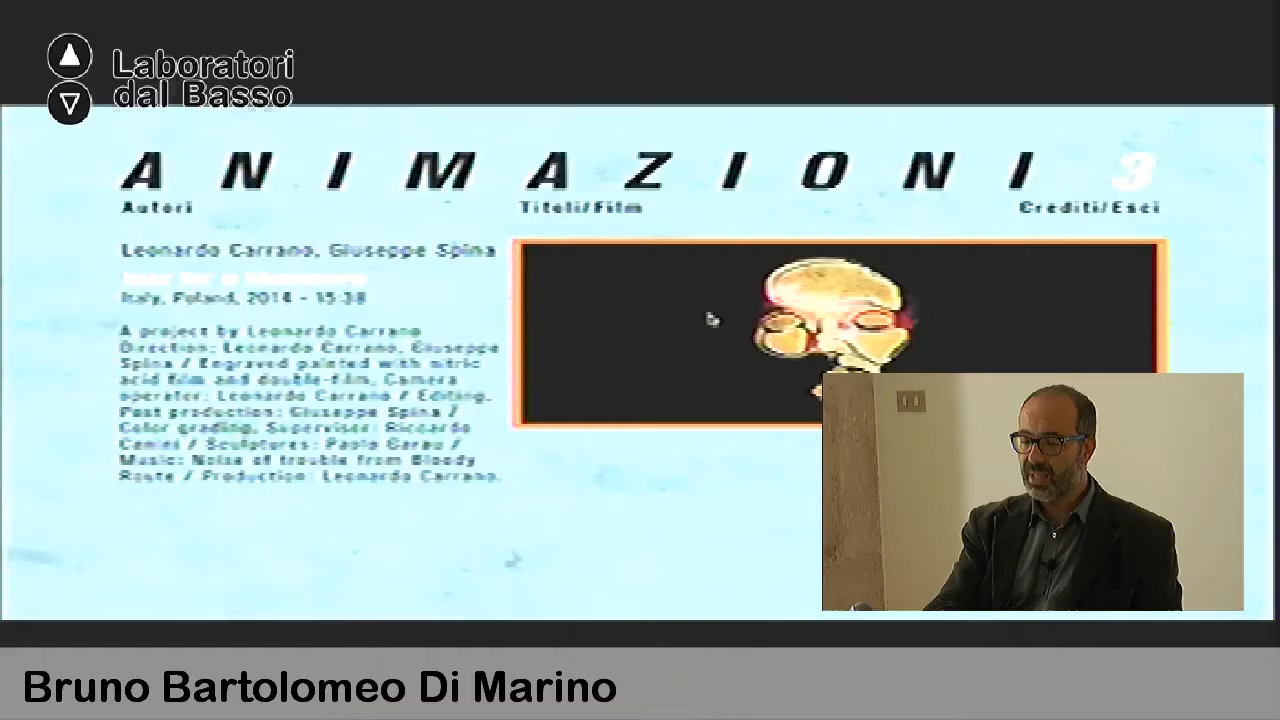 Laboratori
dal Basso
ANIMAZIONI 3
Autori Titoli/Film Crediti/Esci
Leonardo Carrano, Giuseppe Spina
Italy, Poland, 2014 - 15:38
A project by Leonardo Carrano
Direction: Leonardo Carrano, Giuseppe
Spina / Engraved painted with nitric
acid film and double-film, Camera
operator: Leonardo Carrano / Editing,
Post production: Giuseppe Spina /
Color grading, Supervisor: Riccardo
/ Sculptures: Paolo Garau /
Music: Noise of trouble from Bloody
Route / Production: Leonardo Carrano.
Bruno Bartolomeo Di Marino